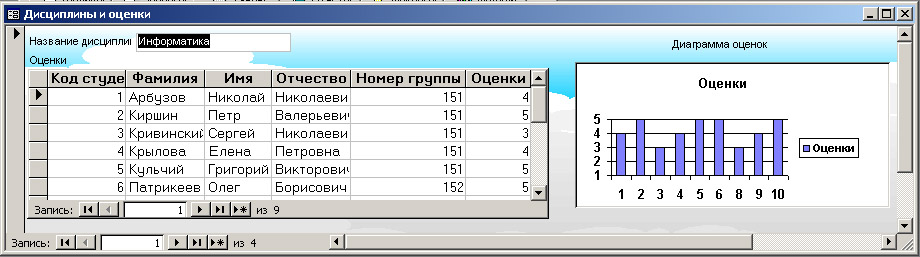 Дисциплины и оценки
Название дисципли Информатика
Диаграмма оценок
Оценки
Код студе Фамилия Имя Отчество Номер группы Оценки
1 Арбузов Николай Николаеви 151 4
2 Киршин Петр Валерьевич 151 5
3 Кривинский Сергей Николаеви 151 3
4 Крылова Елена Петровна 151 4
5 Кульчий Григорий Викторович 151 5
6 Патрикеев Олег Борисович 152 5
Запись: 1 из 9
Оценки
5
4
3
2
1
1 2 3 4 5 6 7 8 9 10
Оценки
Запись: 1 из 4